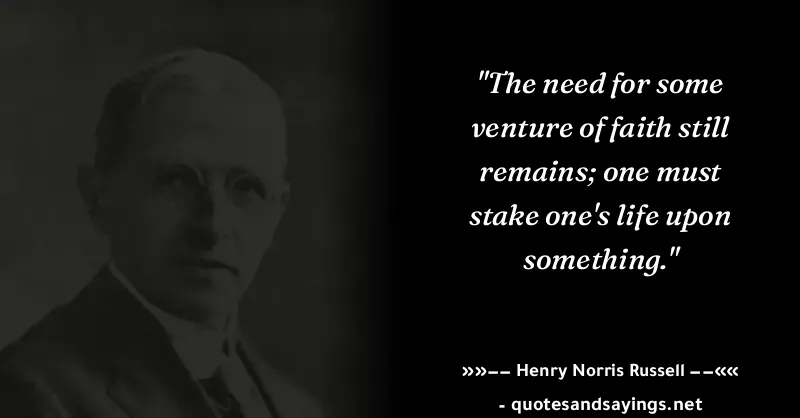 "The need for some
venture of faith still
remains; one must
stake one's life upon
something."
»»−− Henry Norris Russell −−««
- quotesandsayings.net